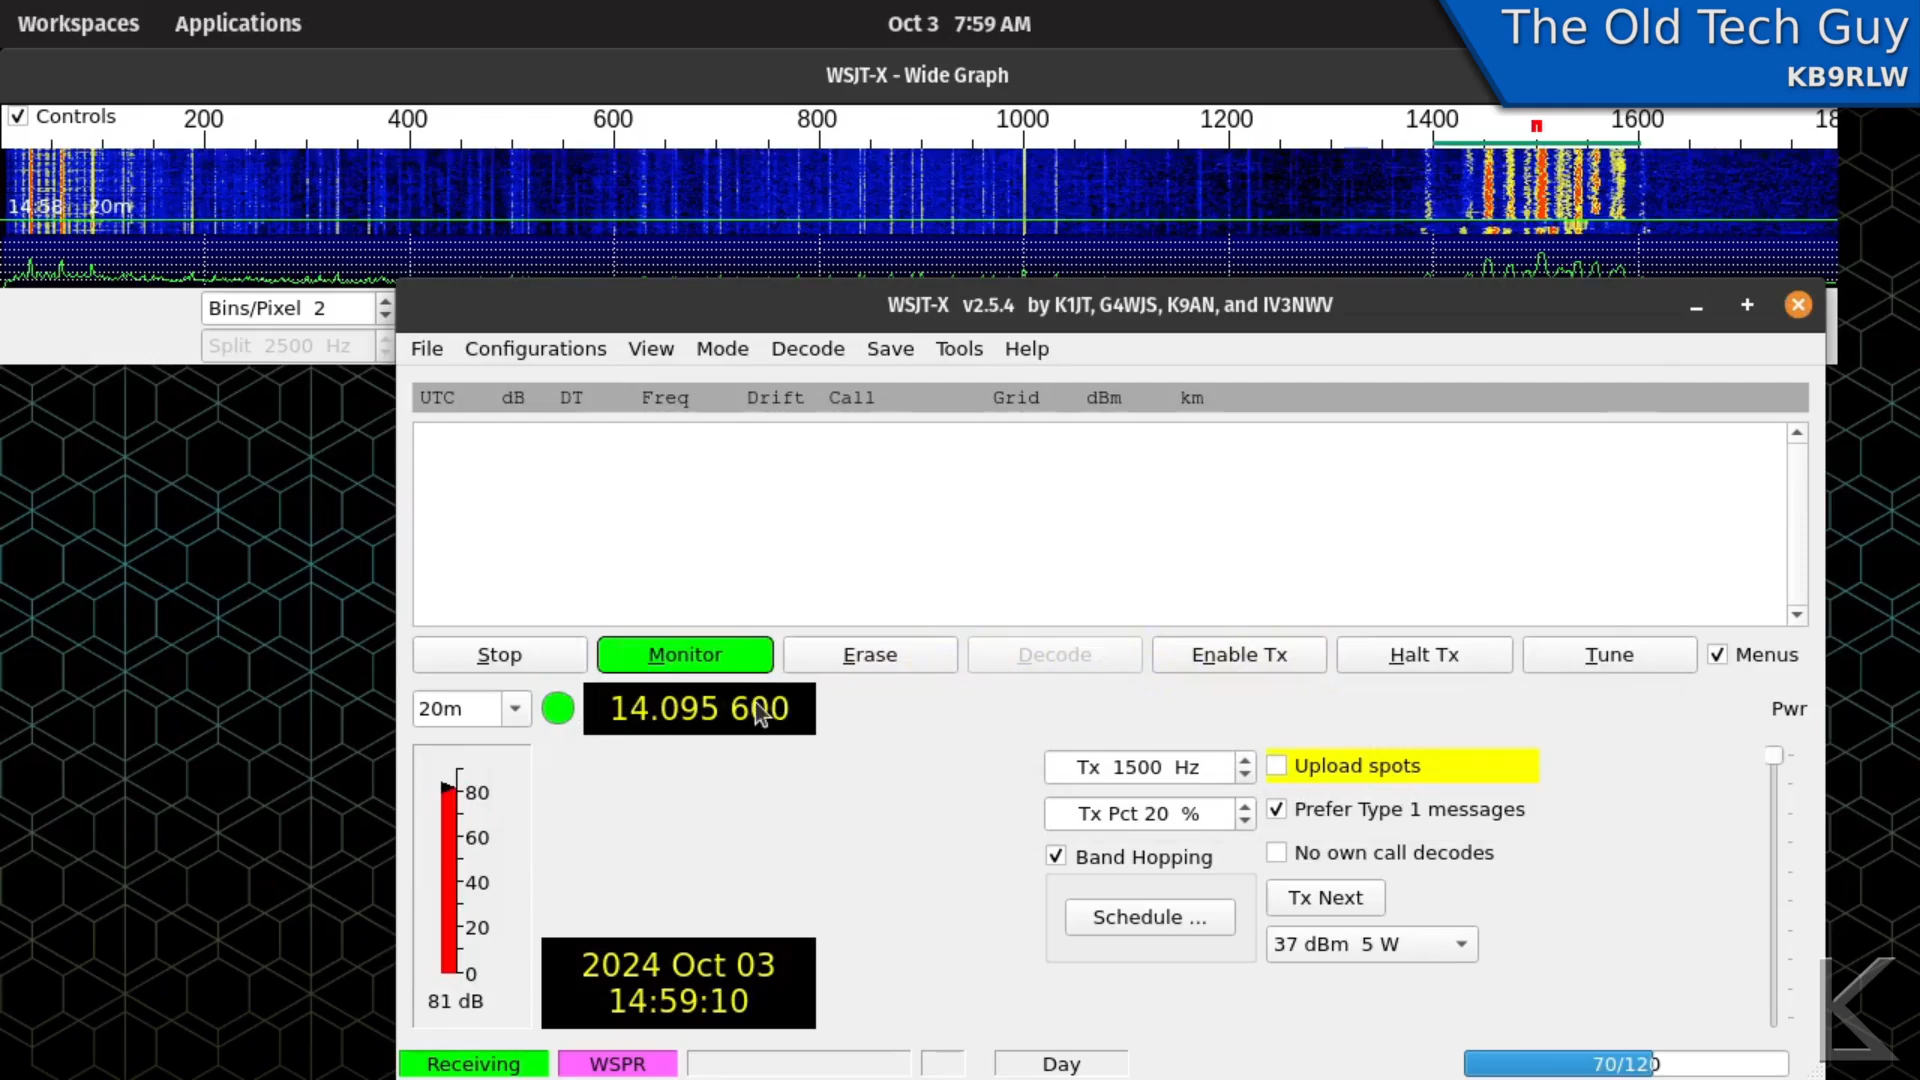 Workspaces Applications Oct 3 7:59 AM
The Old Tech Guy
KB9RLW
WSJT-X - Wide Graph
Controls 200 400 600 800 1000 1200 1400 1600 18
14:58 20m
Bins/Pixel 2
Split 2500 Hz
WSJT-X v2.5.4 by K1JT, G4WJS, K9AN, and IV3NWV
File Configurations View Mode Decode Save Tools Help
UTC dB DT Freq Drift Call Grid dBm km
Stop Monitor Erase Decode Enable Tx Halt Tx Tune Menus
20m 14.095 600 Pwr
Tx 1500 Hz Upload spots
Tx Pct 20 % Prefer Type 1 messages
Band Hopping No own call decodes
Schedule ... Tx Next
37 dBm 5 W
80
60
40
20
0
81 dB
2024 Oct 03
14:59:10
Receiving WSPR Day 70/120
K